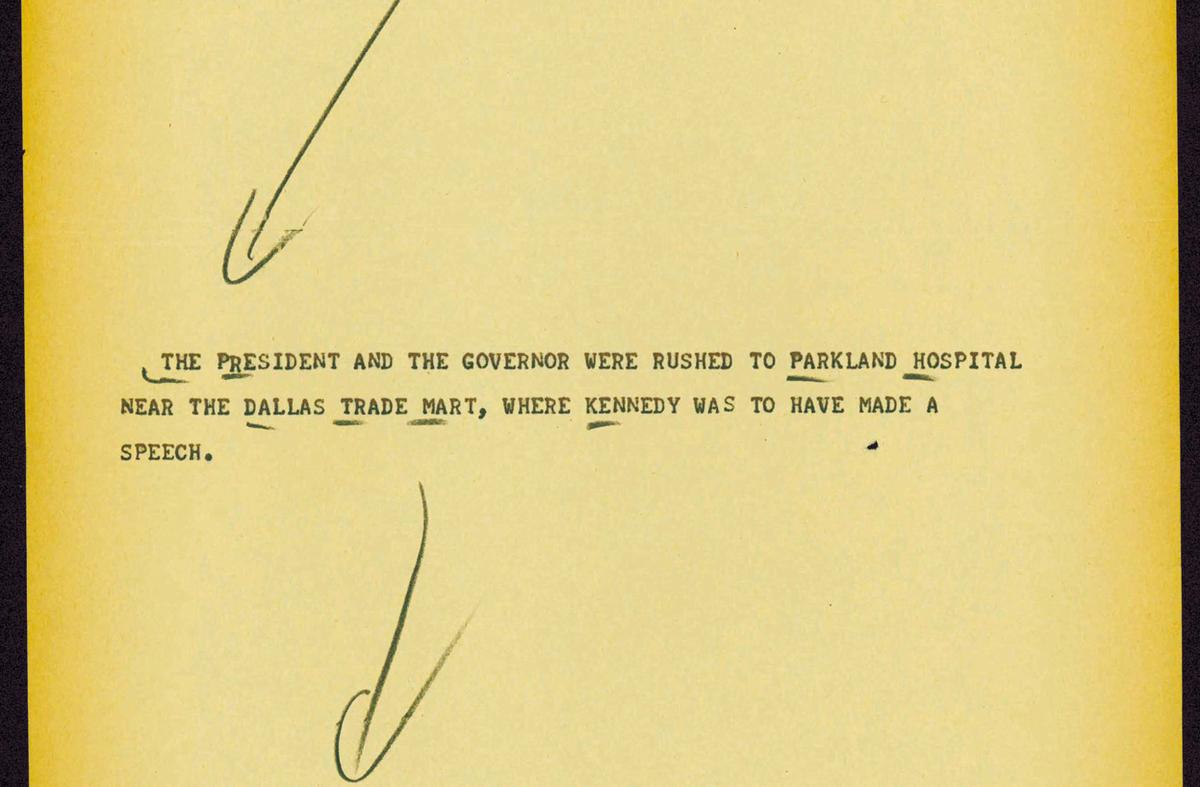 THE PRESIDENT AND THE GOVERNOR WERE RUSHED TO PARKLAND HOSPITAL
NEAR THE DALLAS TRADE MART, WHERE KENNEDY WAS TO HAVE MADE A
SPEECH.